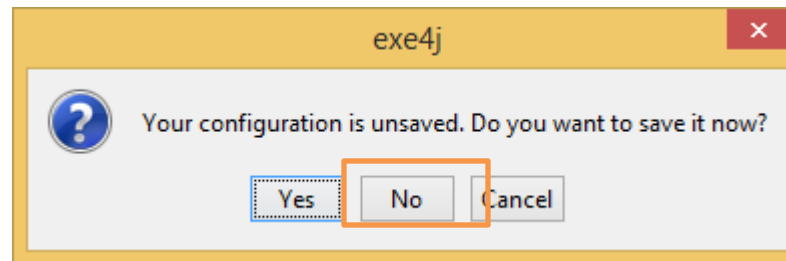 exe4j
Your configuration is unsaved. Do you want to save it now?
Yes No Cancel